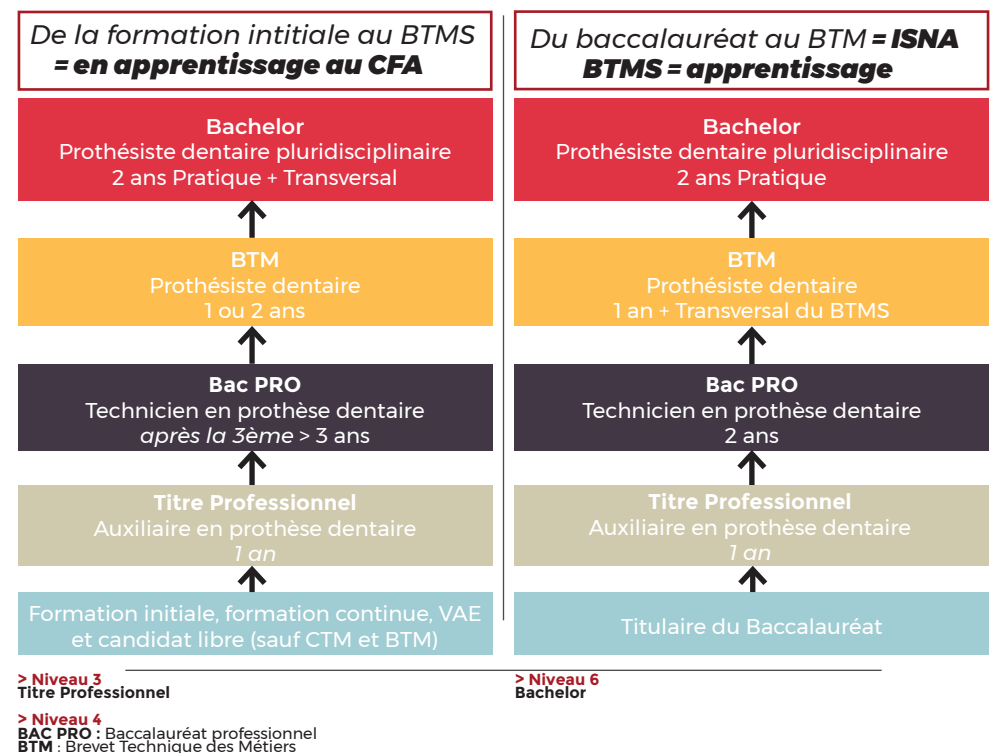 De la formation intitiale au BTMS
= en apprentissage au CFA
Bachelor
Prothésiste dentaire pluridisciplinaire
2 ans Pratique + Transversal
BTM
Prothésiste dentaire
1 ou 2 ans
Bac PRO
Technicien en prothèse dentaire
après la 3ème > 3 ans
Titre Professionnel
Auxiliaire en prothèse dentaire
1 an
Formation initiale, formation continue, VAE
et candidat libre (sauf CTM et BTM)
Du baccalauréat au BTM = ISNA
BTMS = apprentissage
Bachelor
Prothésiste dentaire pluridisciplinaire
2 ans Pratique
BTM
Prothésiste dentaire
1 an + Transversal du BTMS
Bac PRO
Technicien en prothèse dentaire
2 ans
Titre Professionnel
Auxiliaire en prothèse dentaire
1 an
Titulaire du Baccalauréat
> Niveau 3
Titre Professionnel
> Niveau 4
BAC PRO : Baccalauréat professionnel
BTM : Brevet Technique des Métiers
> Niveau 6
Bachelor